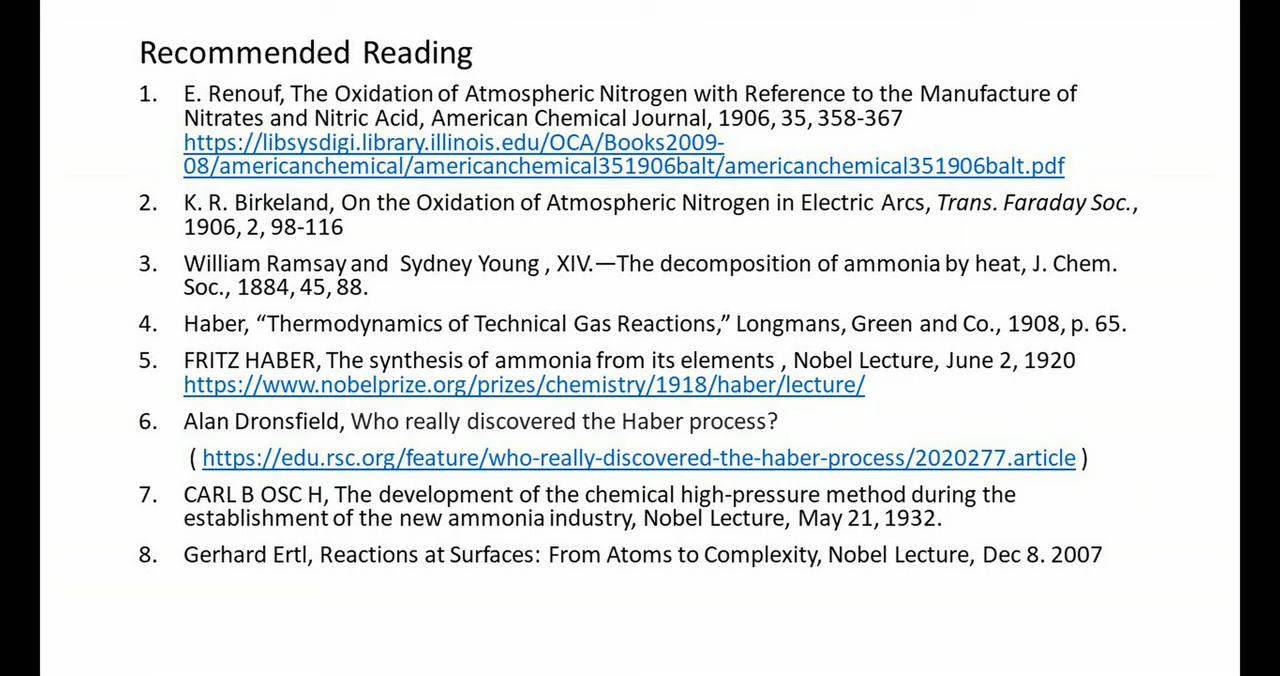 Recommended Reading
1. E. Renouf, The Oxidation of Atmospheric Nitrogen with Reference to the Manufacture of
Nitrates and Nitric Acid, American Chemical Journal, 1906, 35, 358-367
https://libsysdigi.library.illinois.edu/OCA/Books2009-
08/americanchemical/americanchemical351906balt/americanchemical351906balt.pdf
2. K. R. Birkeland, On the Oxidation of Atmospheric Nitrogen in Electric Arcs, Trans. Faraday Soc.,
1906, 2, 98-116
3. William Ramsay and Sydney Young , XIV.—The decomposition of ammonia by heat, J. Chem.
Soc., 1884, 45, 88.
4. Haber, “Thermodynamics of Technical Gas Reactions,” Longmans, Green and Co., 1908, p. 65.
5. FRITZ HABER, The synthesis of ammonia from its elements , Nobel Lecture, June 2, 1920
https://www.nobelprize.org/prizes/chemistry/1918/haber/lecture/
6. Alan Dronsfield, Who really discovered the Haber process?
( https://edu.rsc.org/feature/who-really-discovered-the-haber-process/2020277.article )
7. CARL B OSC H, The development of the chemical high-pressure method during the
establishment of the new ammonia industry, Nobel Lecture, May 21, 1932.
8. Gerhard Ertl, Reactions at Surfaces: From Atoms to Complexity, Nobel Lecture, Dec 8. 2007